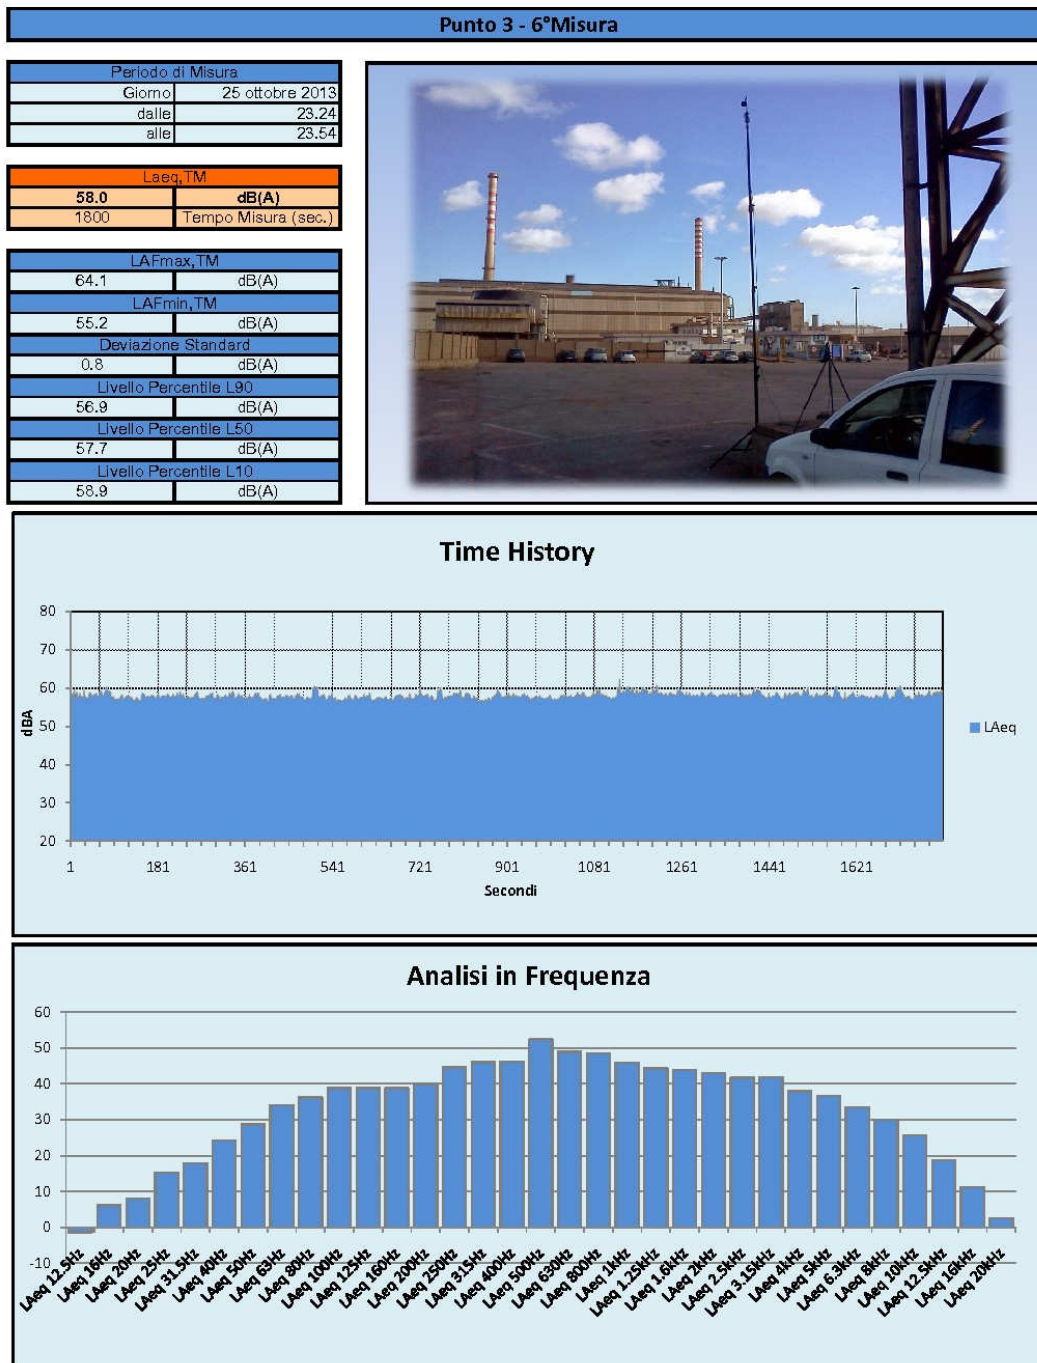 Punto 3 - 6°Misura
Periodo di Misura
Giorno 25 ottobre 2013
dalle 23.24
alle 23.54
Laeq,TM
58.0 dB(A)
1800 Tempo Misura (sec.)
LAFmax,TM
64.1 dB(A)
LAFmin,TM
55.2 dB(A)
Deviazione Standard
0.8 dB(A)
Livello Percentile L90
56.9 dB(A)
Livello Percentile L50
57.7 dB(A)
Livello Percentile L10
58.9 dB(A)
Time History
80
70
60
50
40
30
20
dBA
1 181 361 541 721 901 1081 1261 1441 1621
Secondi
LAeq
Analisi in Frequenza
60
50
40
30
20
10
0
-10
LAeq 12.5Hz
LAeq 16Hz
LAeq 20Hz
LAeq 25Hz
LAeq 31.5Hz
LAeq 40Hz
LAeq 50Hz
LAeq 63Hz
LAeq 80Hz
LAeq 100Hz
LAeq 125Hz
LAeq 160Hz
LAeq 200Hz
LAeq 250Hz
LAeq 315Hz
LAeq 400Hz
LAeq 500Hz
LAeq 630Hz
LAeq 800Hz
LAeq 1kHz
LAeq 1.25kHz
LAeq 1.6kHz
LAeq 2kHz
LAeq 2.5kHz
LAeq 3.15kHz
LAeq 4kHz
LAeq 5kHz
LAeq 6.3kHz
LAeq 8kHz
LAeq 10kHz
LAeq 12.5kHz
LAeq 16kHz
LAeq 20kHz